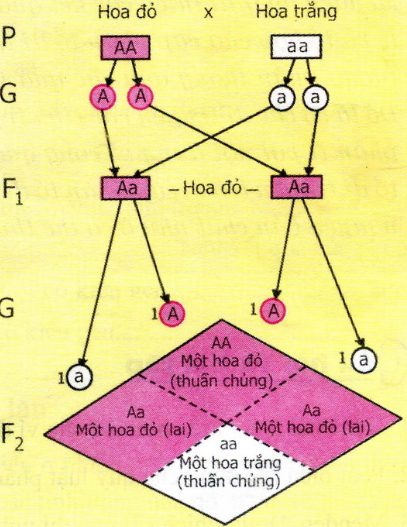 Hoa đỏ x Hoa trắng
P AA aa
G A A a a
F1 Aa – Hoa đỏ – Aa
G 1 A 1 A
1 a 1 a
AA
Một hoa đỏ
(thuần chủng)
Aa Aa
Một hoa đỏ (lai) Một hoa đỏ (lai)
F2
aa
Một hoa trắng
(thuần chủng)